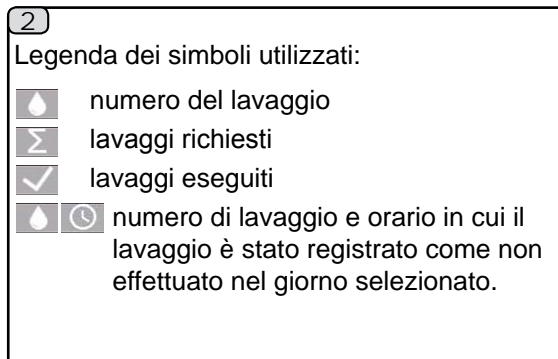 2
Legenda dei simboli utilizzati:
numero del lavaggio
Σ lavaggi richiesti
lavaggi eseguiti
numero di lavaggio e orario in cui il
lavaggio è stato registrato come non
effettuato nel giorno selezionato.